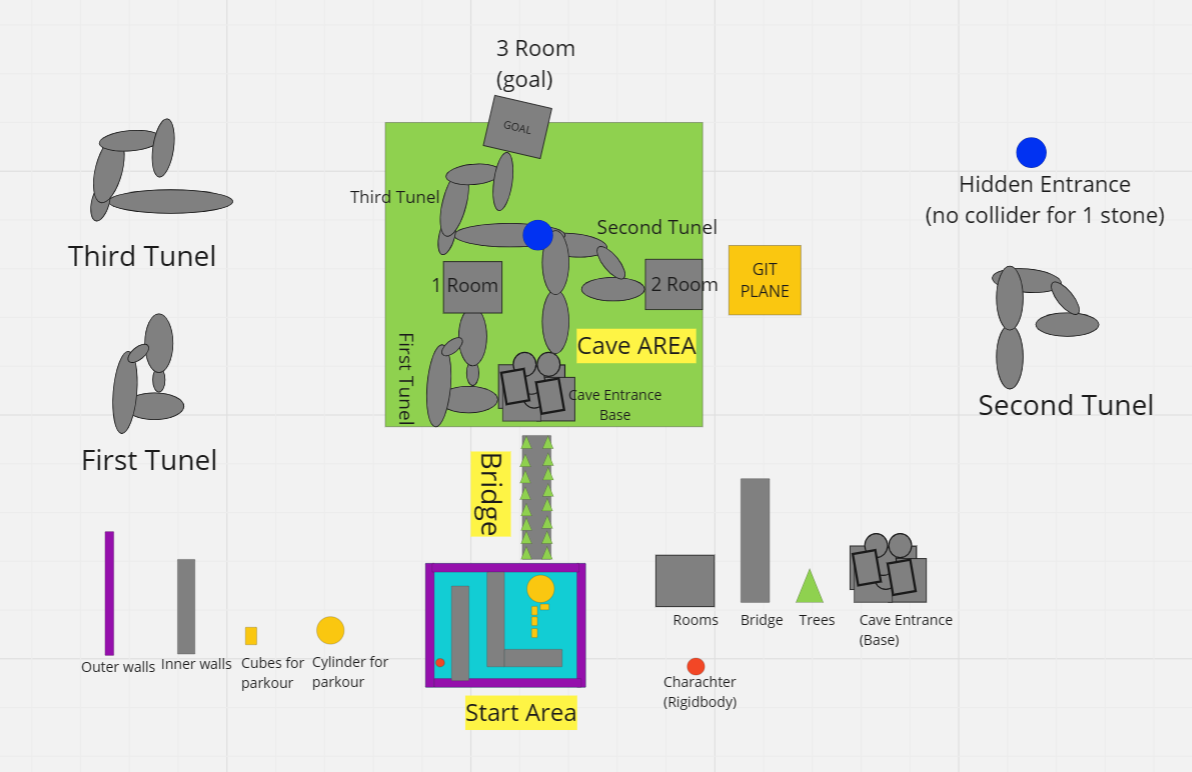 3 Room
(goal)
GOAL
Third Tunel
Second Tunel
1 Room
2 Room
GIT
PLANE
Cave AREA
First Tunel
Cave Entrance
Base
Third Tunel
First Tunel
Hidden Entrance
(no collider for 1 stone)
Second Tunel
Bridge
Start Area
Outer walls
Inner walls
Cubes for
parkour
Cylinder for
parkour
Rooms
Bridge
Trees
Cave Entrance
(Base)
Charachter
(Rigidbody)